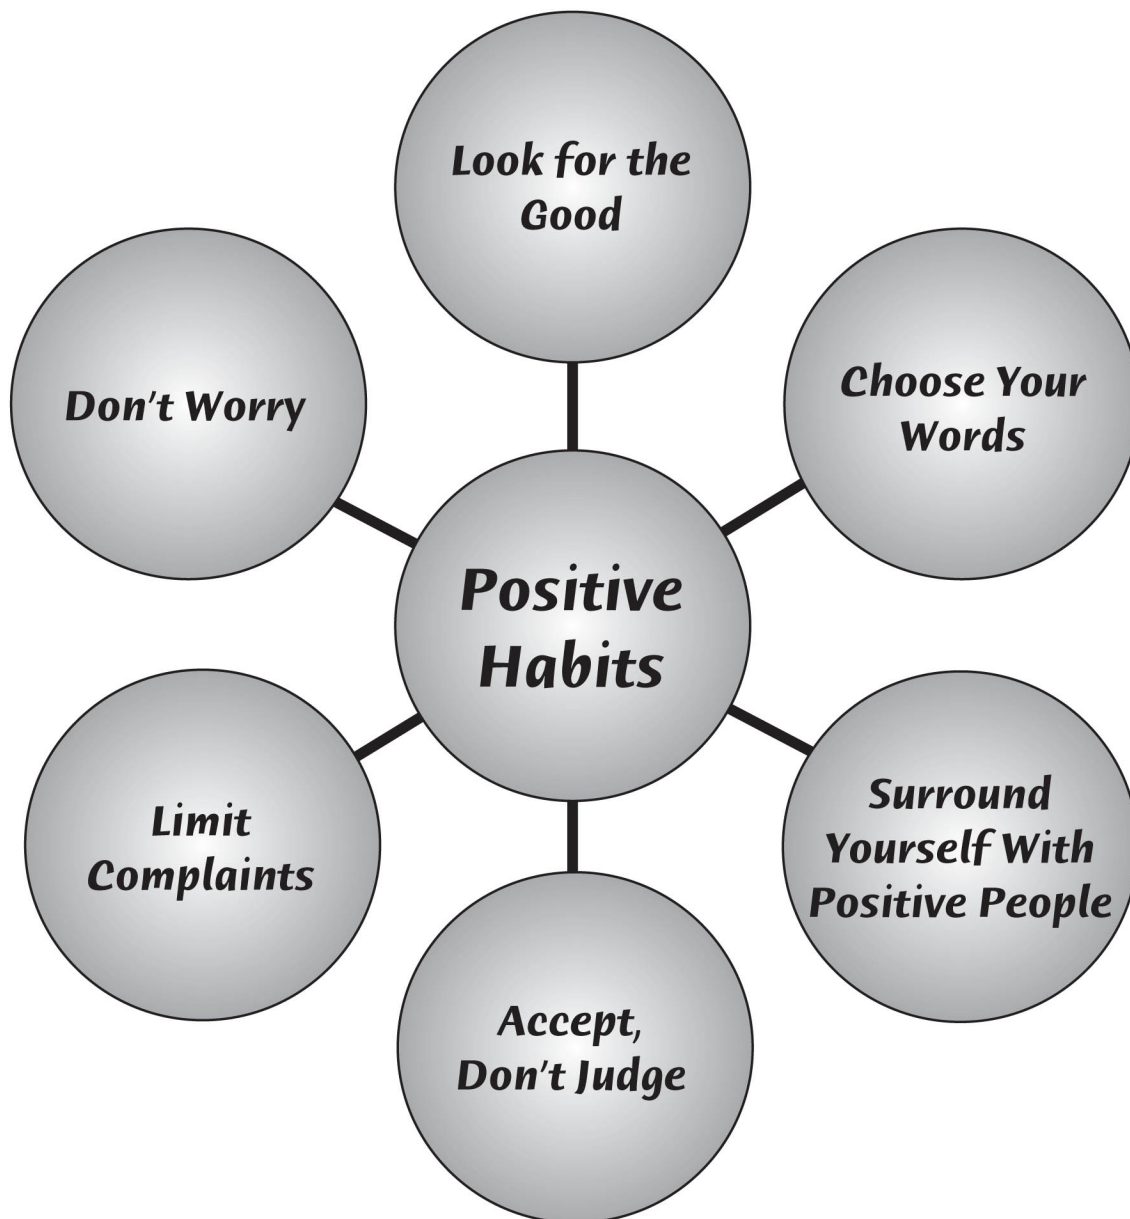 Look for the
Good
Don't Worry
Choose Your
Words
Positive
Habits
Limit
Complaints
Surround
Yourself With
Positive People
Accept,
Don't Judge